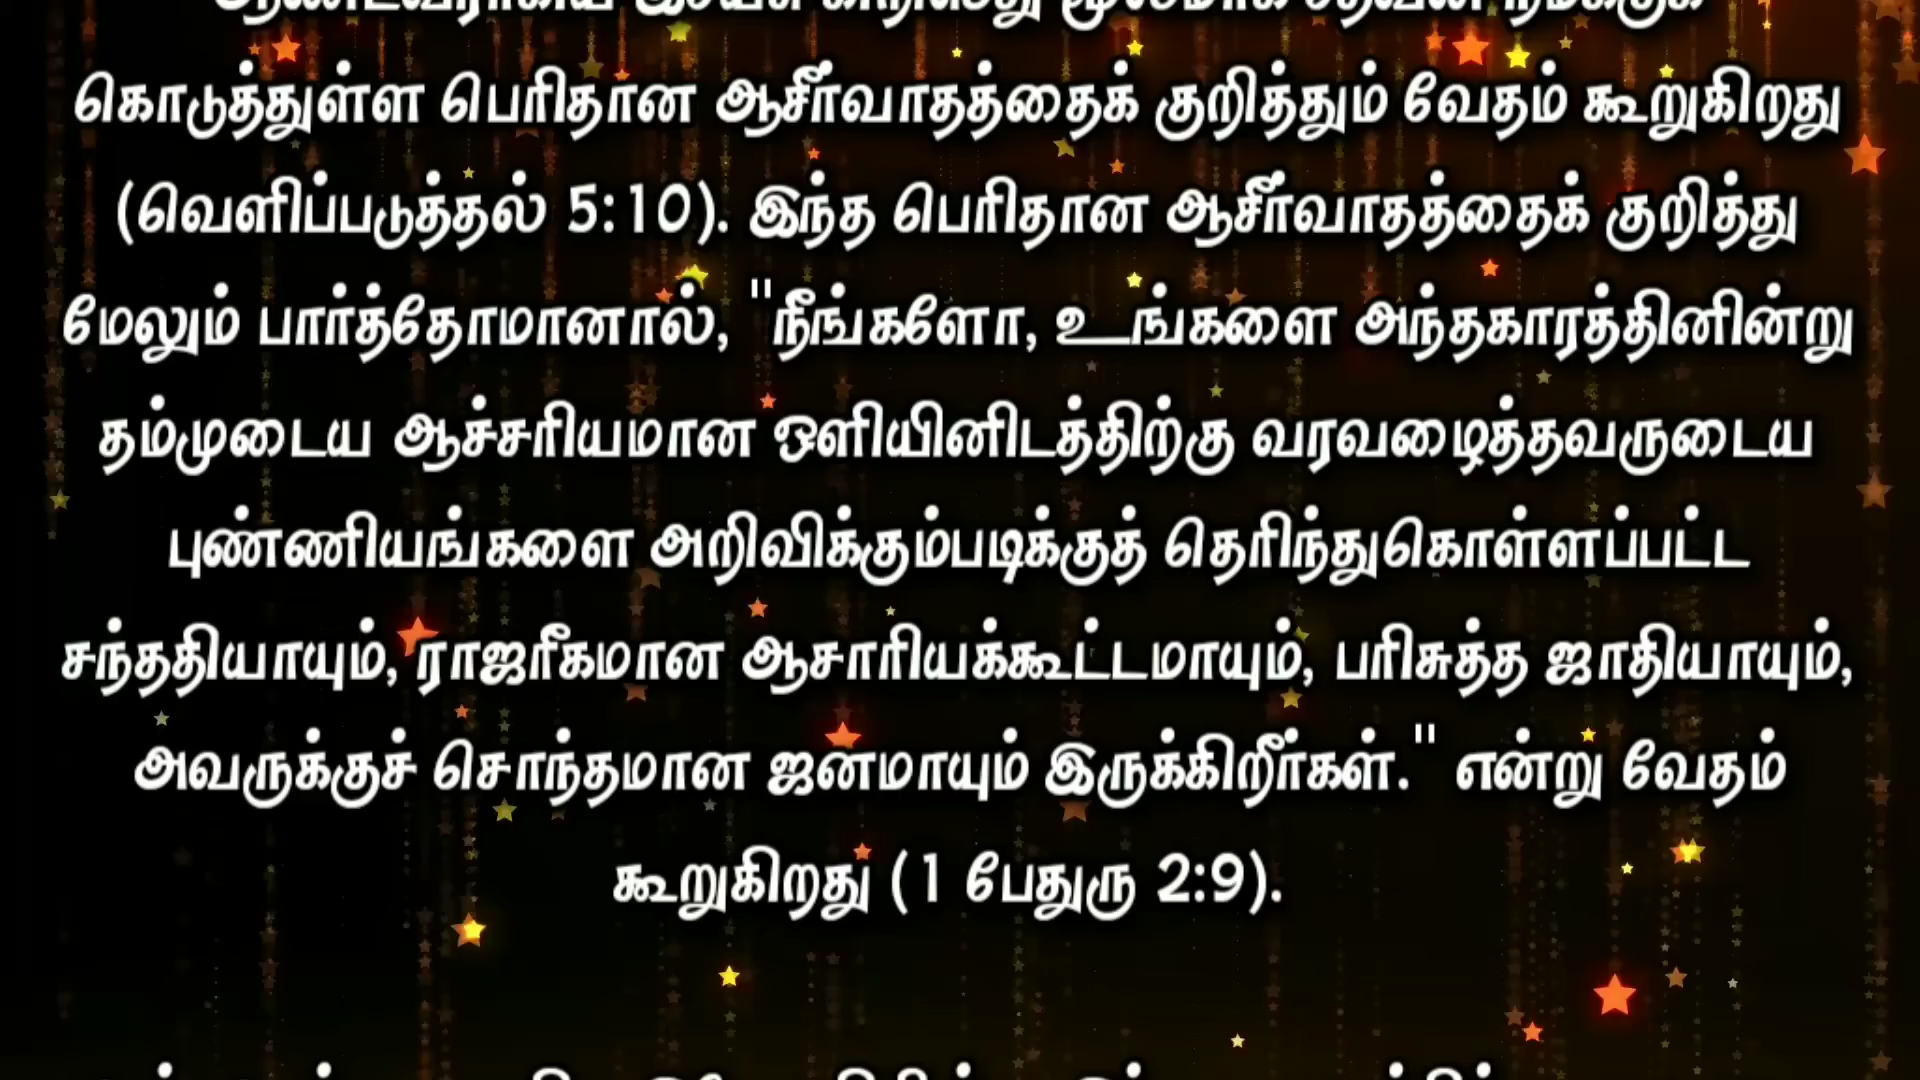 கொடுத்துள்ள பெரிதான ஆசீர்வாதத்தைக் குறித்தும் வேதம் கூறுகிறது
(வெளிப்படுத்தல் 5:10). இந்த பெரிதான ஆசீர்வாதத்தைக் குறித்து
மேலும் பார்த்தோமானால், "நீங்களோ, உங்களை அந்தகாரத்தினின்று
தம்முடைய ஆச்சரியமான ஒளியினிடத்திற்கு வரவழைத்தவருடைய
புண்ணியங்களை அறிவிக்கும்படிக்குத் தெரிந்துகொள்ளப்பட்ட
சந்ததியாயும், ராஜரீகமான ஆசாரியக்கூட்டமாயும், பரிசுத்த ஜாதியாயும்,
அவருக்குச் சொந்தமான ஜனமாயும் இருக்கிறீர்கள்." என்று வேதம்
கூறுகிறது (1 பேதுரு 2:9).